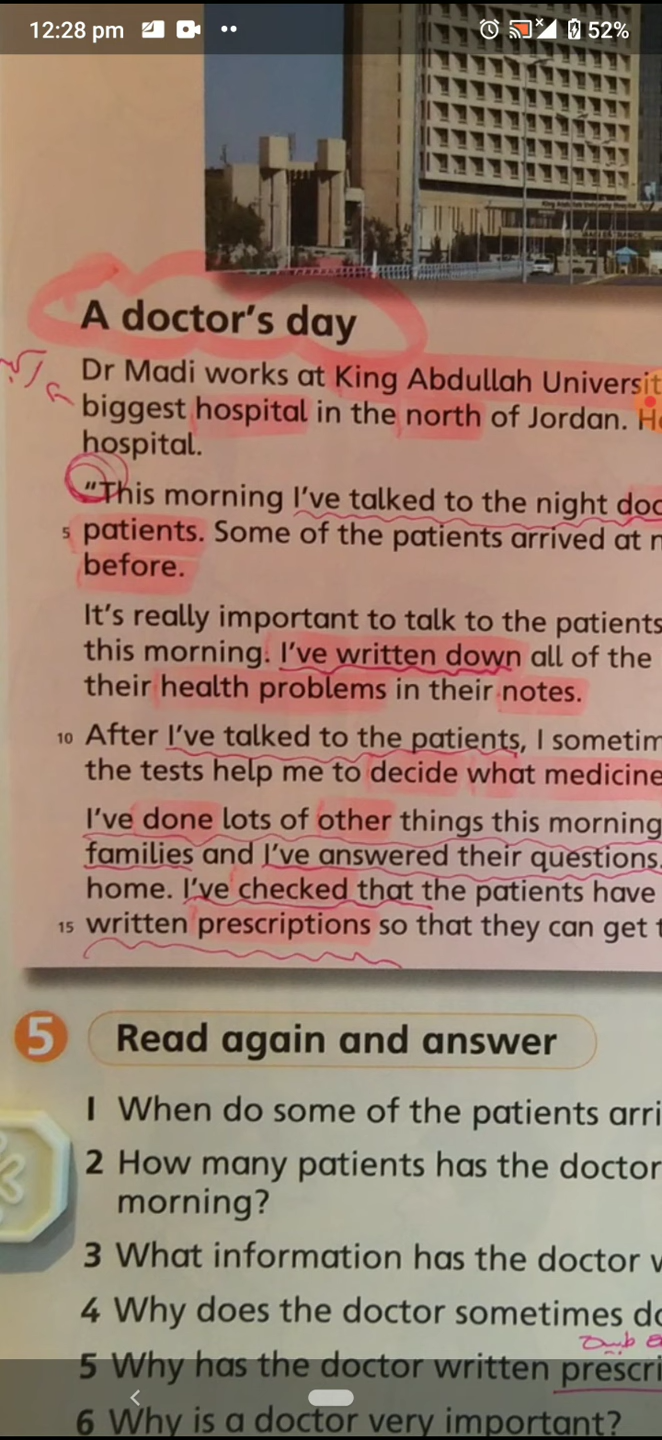 12:28 pm
52%
King Abdullah University Hospital
A doctor's day
Dr Madi works at King Abdullah Universit
biggest hospital in the north of Jordan. He
hospital.
"This morning I've talked to the night doc
5 patients. Some of the patients arrived at n
before.
It's really important to talk to the patients
this morning. I've written down all of the
their health problems in their notes.
10 After I've talked to the patients, I sometim
the tests help me to decide what medicine
I've done lots of other things this morning
families and I've answered their questions.
home. I've checked that the patients have
15 written prescriptions so that they can get t
5 Read again and answer
1 When do some of the patients arri
2 How many patients has the doctor
morning?
3 What information has the doctor w
4 Why does the doctor sometimes do
5 Why has the doctor written prescri
6 Why is a doctor very important?